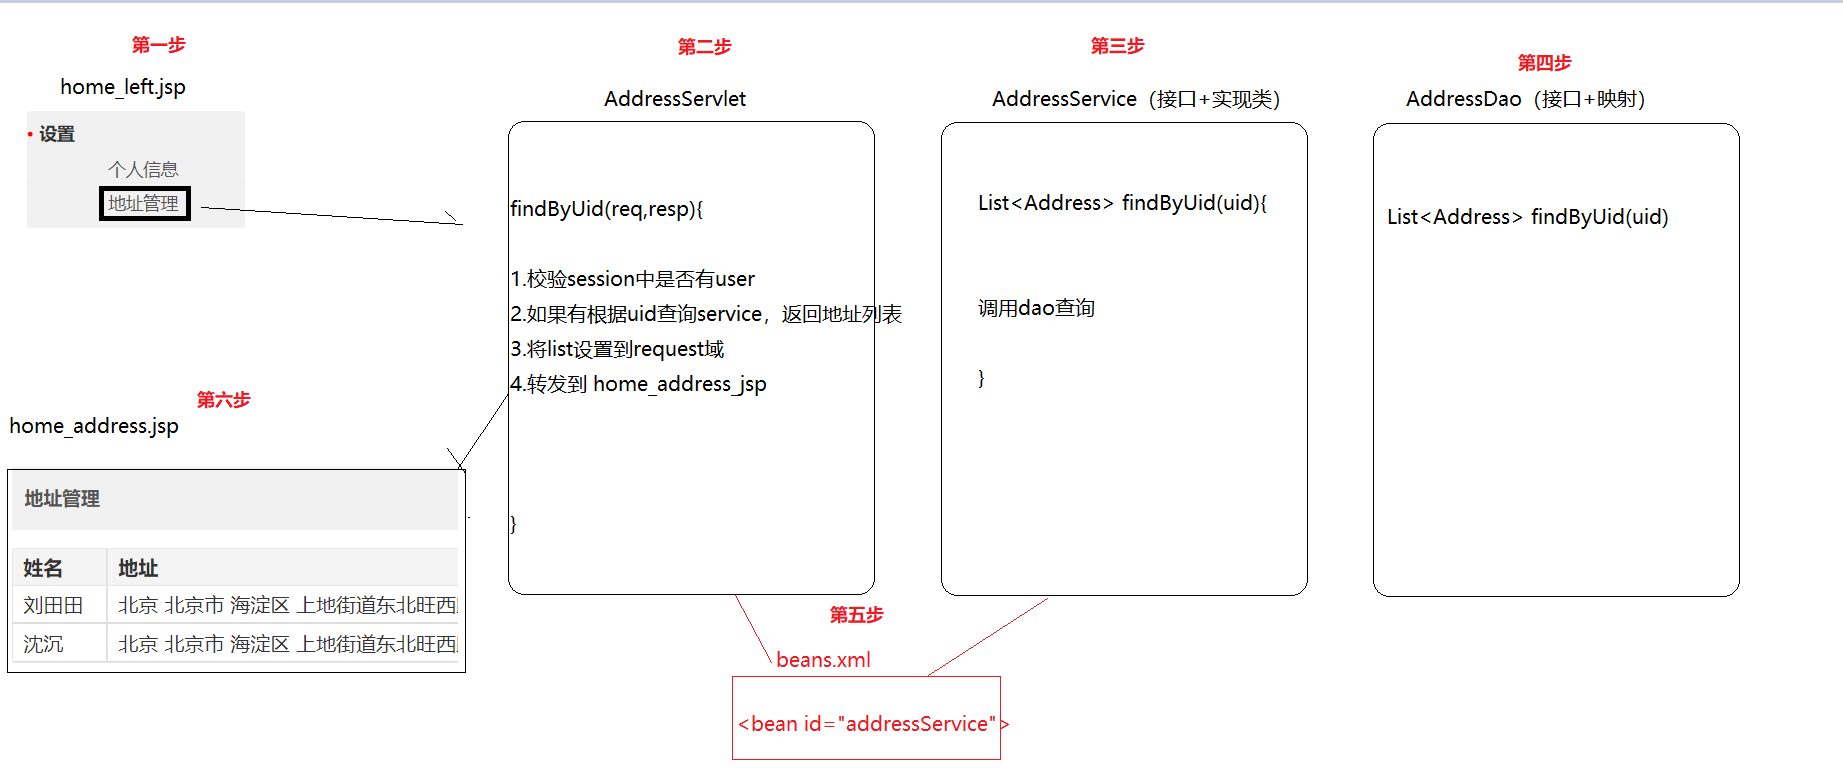 第一步
home_left.jsp
• 设置
个人信息
地址管理
第二步
AddressServlet
findByUid(req,resp){
1.校验session中是否有user
2.如果有根据uid查询service，返回地址列表
3.将list设置到request域
4.转发到 home_address_jsp
}
第三步
AddressService（接口+实现类）
List<Address> findByUid(uid){
调用dao查询
}
第四步
AddressDao（接口+映射）
List<Address> findByUid(uid)
第五步
beans.xml
<bean id="addressService">
第六步
home_address.jsp
地址管理
姓名 地址
刘田田 北京 北京市 海淀区 上地街道东北旺西
沈沉 北京 北京市 海淀区 上地街道东北旺西